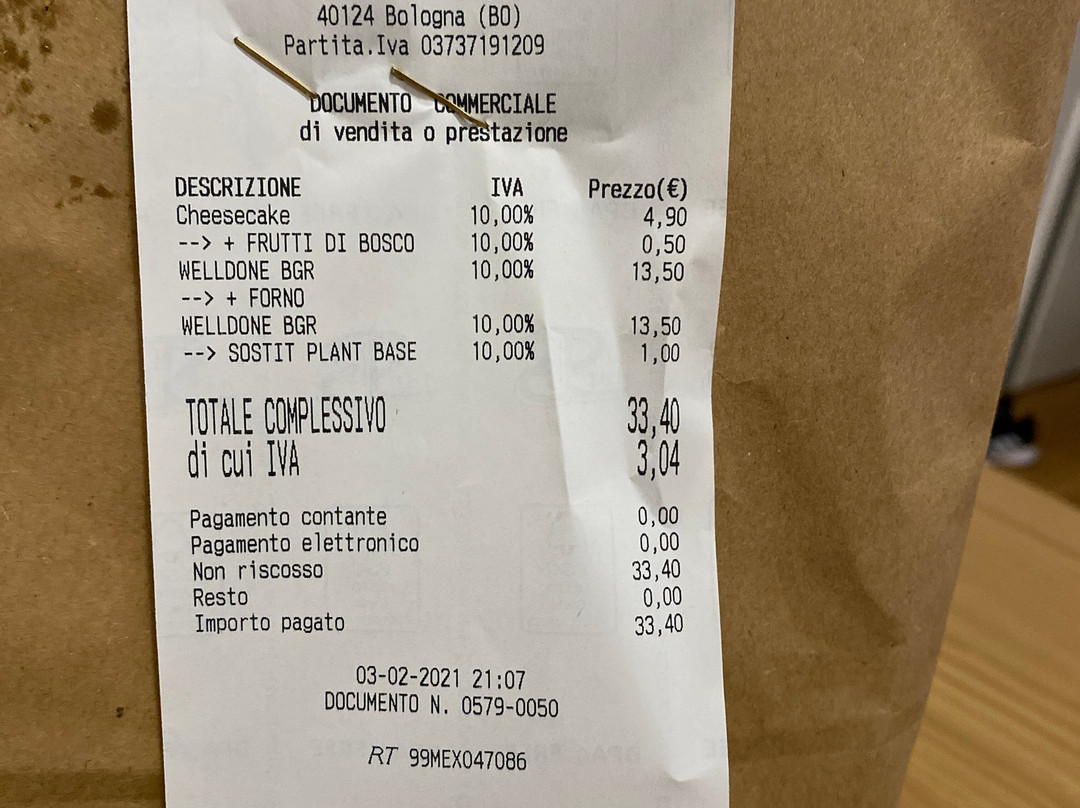 40124 Bologna (BO)
Partita.Iva 03737191209
DOCUMENTO COMMERCIALE
di vendita o prestazione
DESCRIZIONE IVA Prezzo(€)
Cheesecake 10,00% 4,90
--> + FRUTTI DI BOSCO 10,00% 0,50
WELLDONE BGR 10,00% 13,50
--> + FORNO
WELLDONE BGR 10,00% 13,50
--> SOSTIT PLANT BASE 10,00% 1,00
TOTALE COMPLESSIVO 33,40
di cui IVA 3,04
Pagamento contante 0,00
Pagamento elettronico 0,00
Non riscosso 33,40
Resto 0,00
Importo pagato 33,40
03-02-2021 21:07
DOCUMENTO N. 0579-0050
RT 99MEX047086